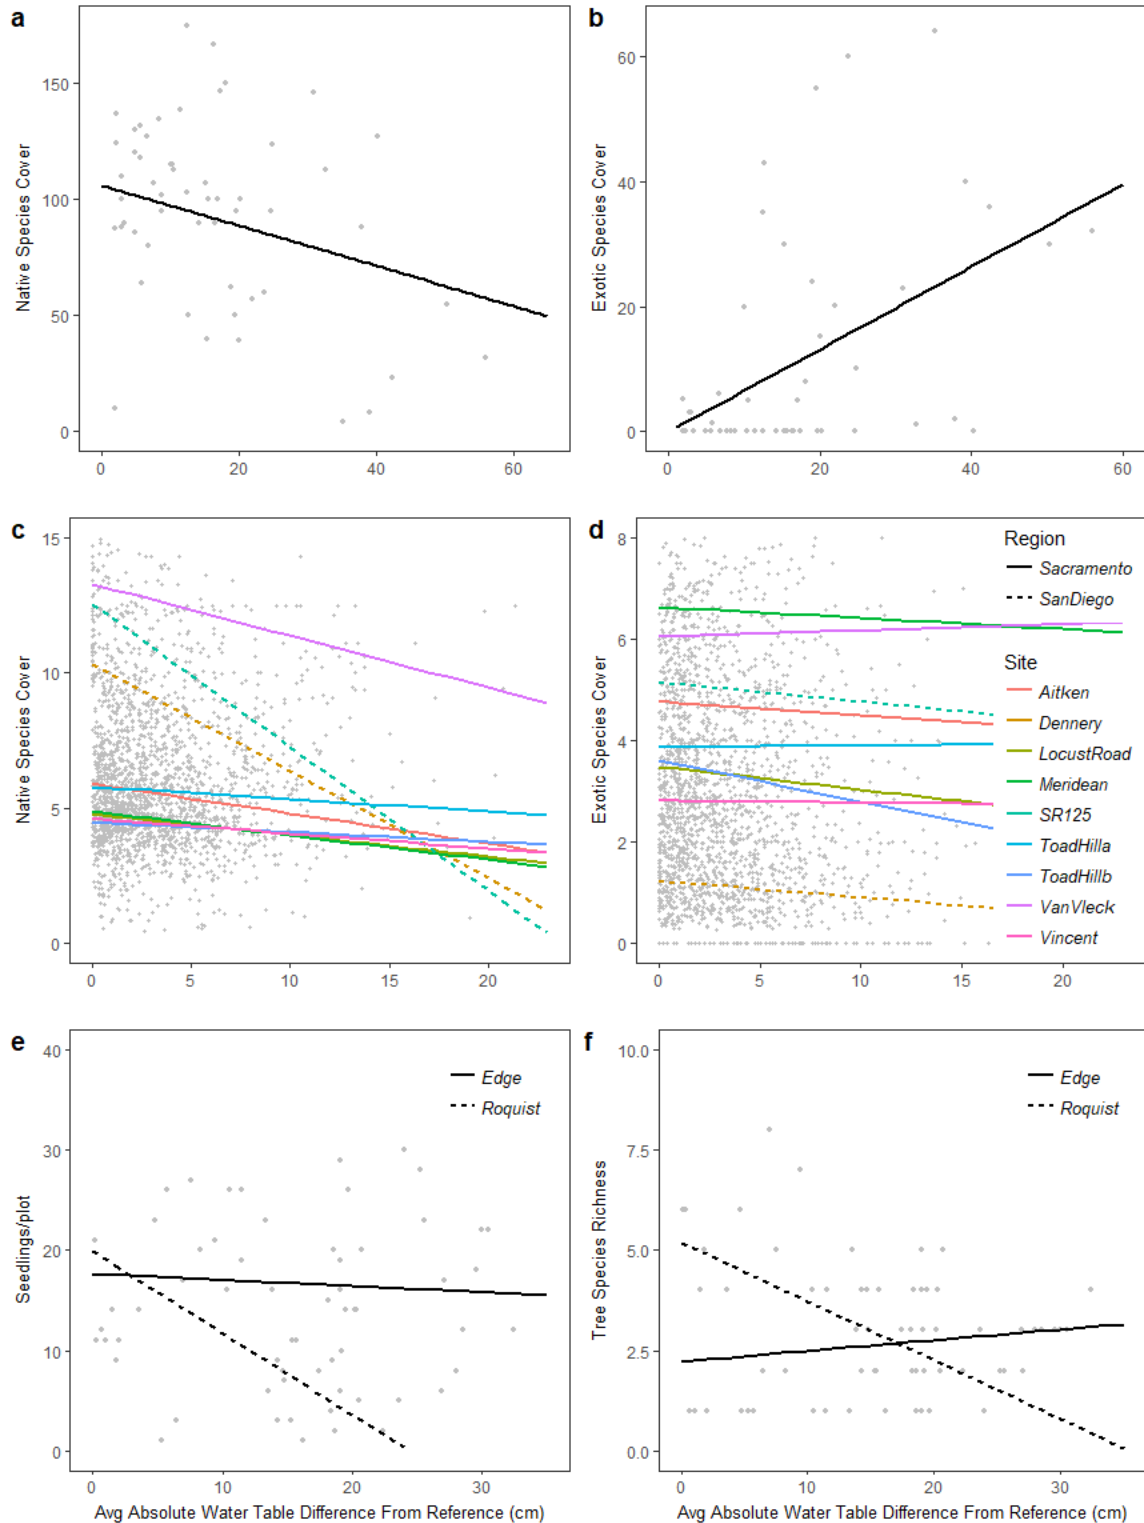 a
Native Species Cover
150
100
50
0
0 20 40 60
b
Exotic Species Cover
60
40
20
0
0 20 40 60
c
Native Species Cover
15
10
5
0
0 5 10 15 20
d
Exotic Species Cover
8
6
4
2
0
0 5 10 15 20
Region
Sacramento
SanDiego
Site
Aitken
Dennery
LocustRoad
Meridean
SR125
ToadHilla
ToadHillb
VanVleck
Vincent
e
Seedlings/plot
40
30
20
10
0
0 10 20 30
Edge
Roquist
Avg Absolute Water Table Difference From Reference (cm)
f
Tree Species Richness
10.0
7.5
5.0
2.5
0.0
0 10 20 30
Edge
Roquist
Avg Absolute Water Table Difference From Reference (cm)